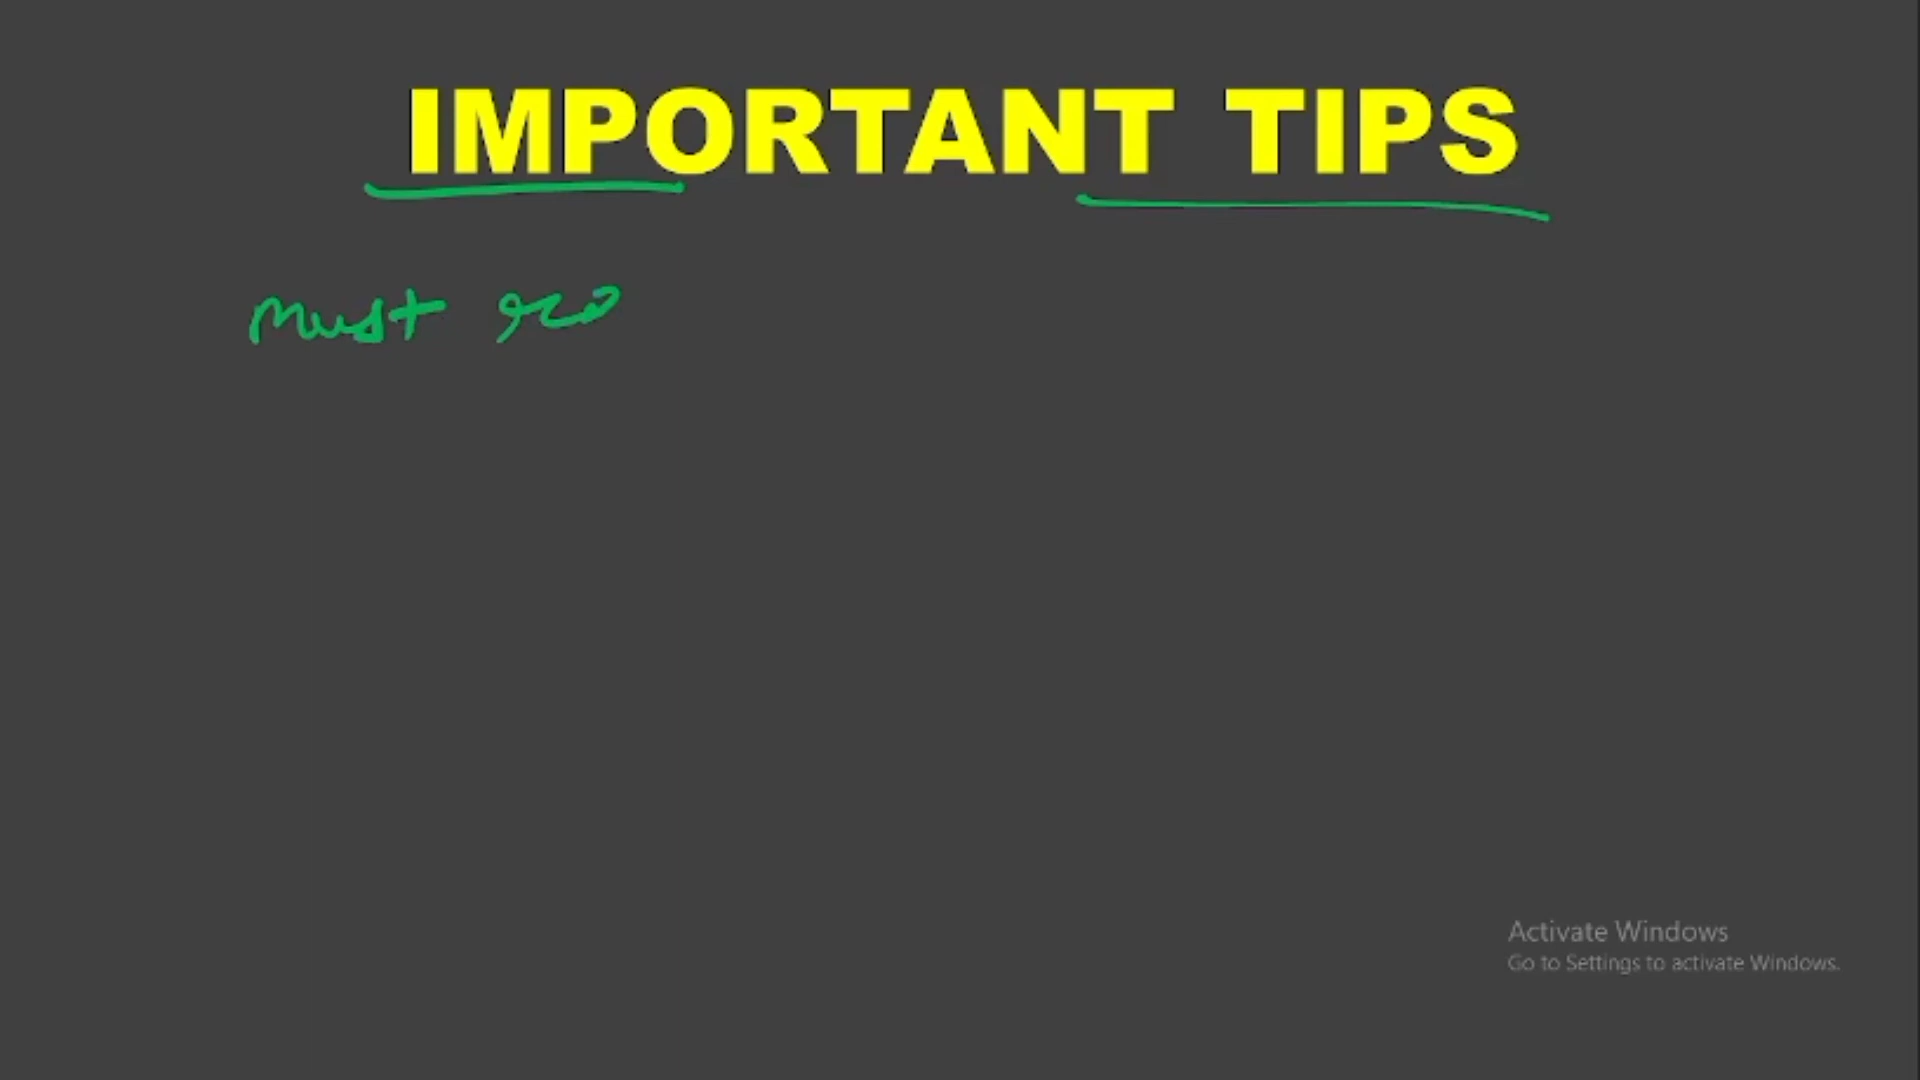 IMPORTANT TIPS
must
Activate Windows
Go to Settings to activate Windows.